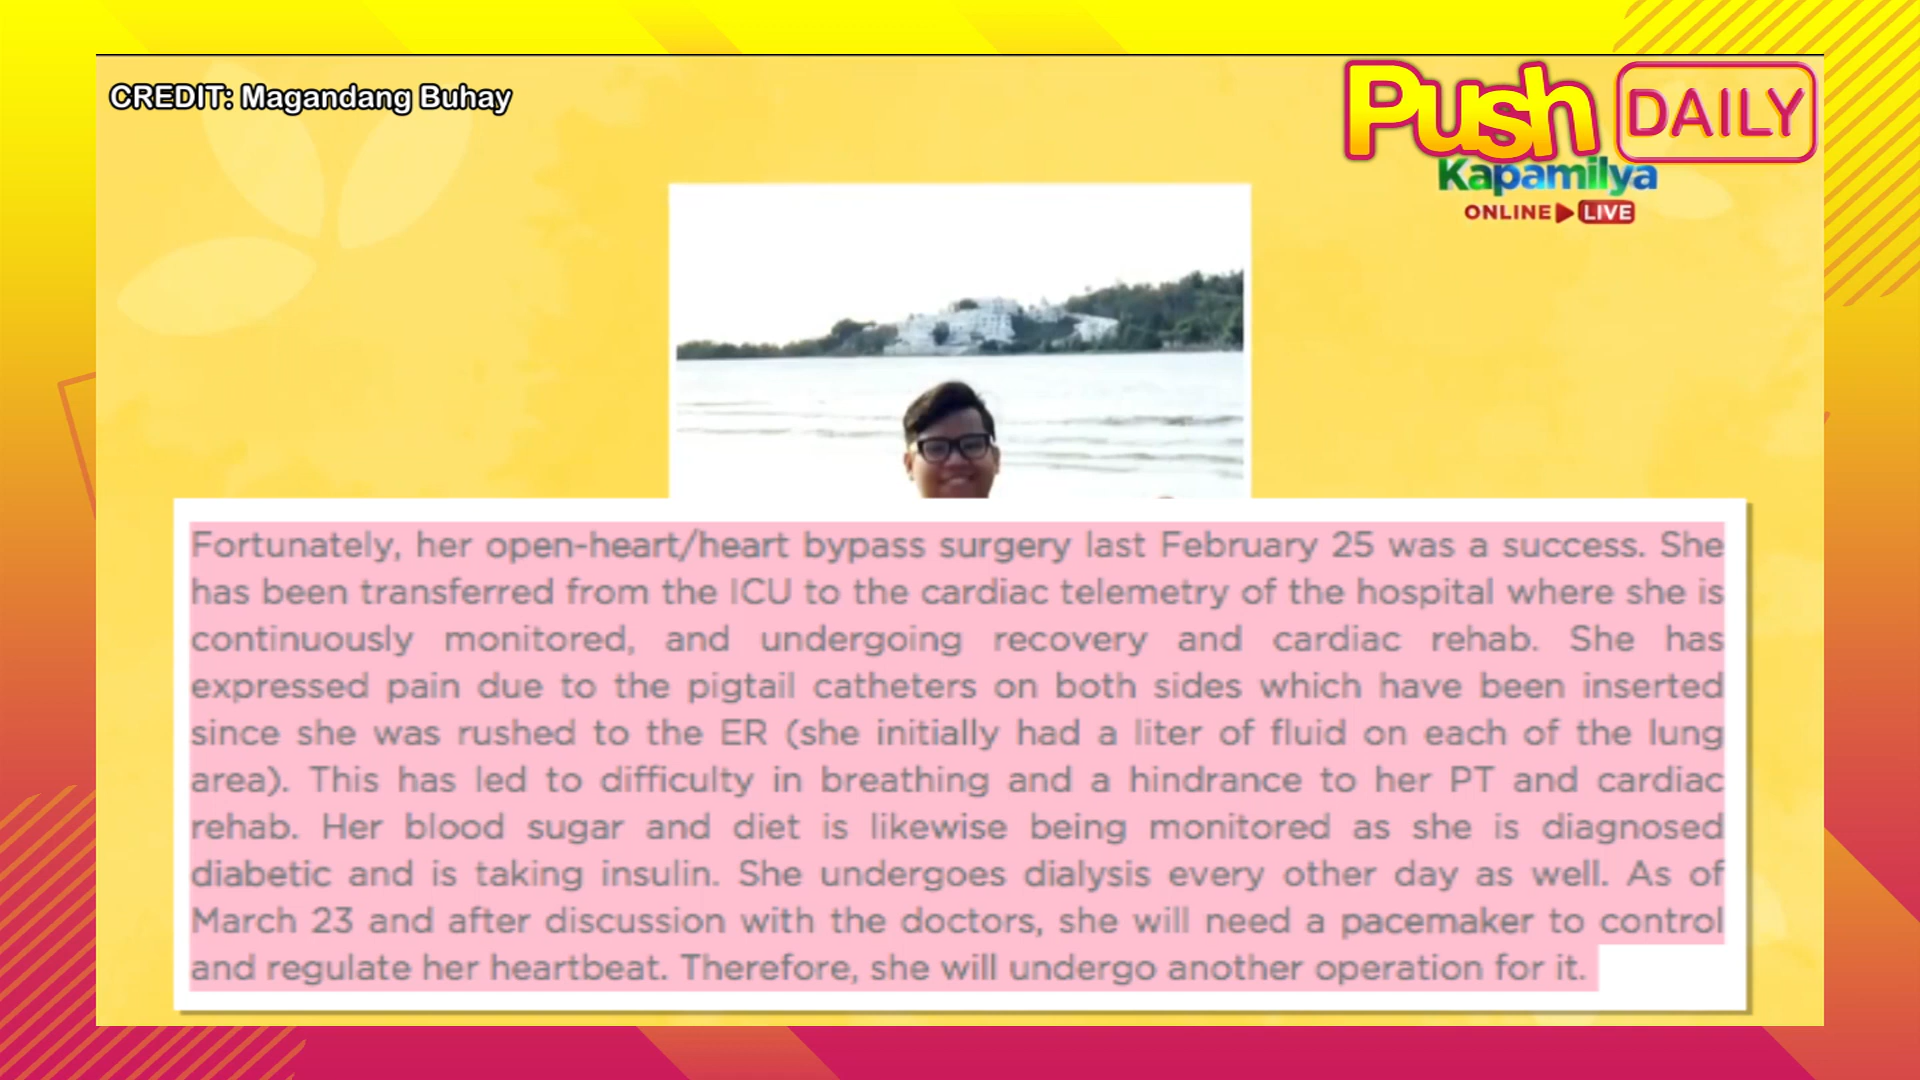 CREDIT: Magandang Buhay
Push DAILY
Kapamilya
ONLINE LIVE
Fortunately, her open-heart/heart bypass surgery last February 25 was a success. She
has been transferred from the ICU to the cardiac telemetry of the hospital where she is
continuously monitored, and undergoing recovery and cardiac rehab. She has
expressed pain due to the pigtail catheters on both sides which have been inserted
since she was rushed to the ER (she initially had a liter of fluid on each of the lung
area). This has led to difficulty in breathing and a hindrance to her PT and cardiac
rehab. Her blood sugar and diet is likewise being monitored as she is diagnosed
diabetic and is taking insulin. She undergoes dialysis every other day as well. As of
March 23 and after discussion with the doctors, she will need a pacemaker to control
and regulate her heartbeat. Therefore, she will undergo another operation for it.